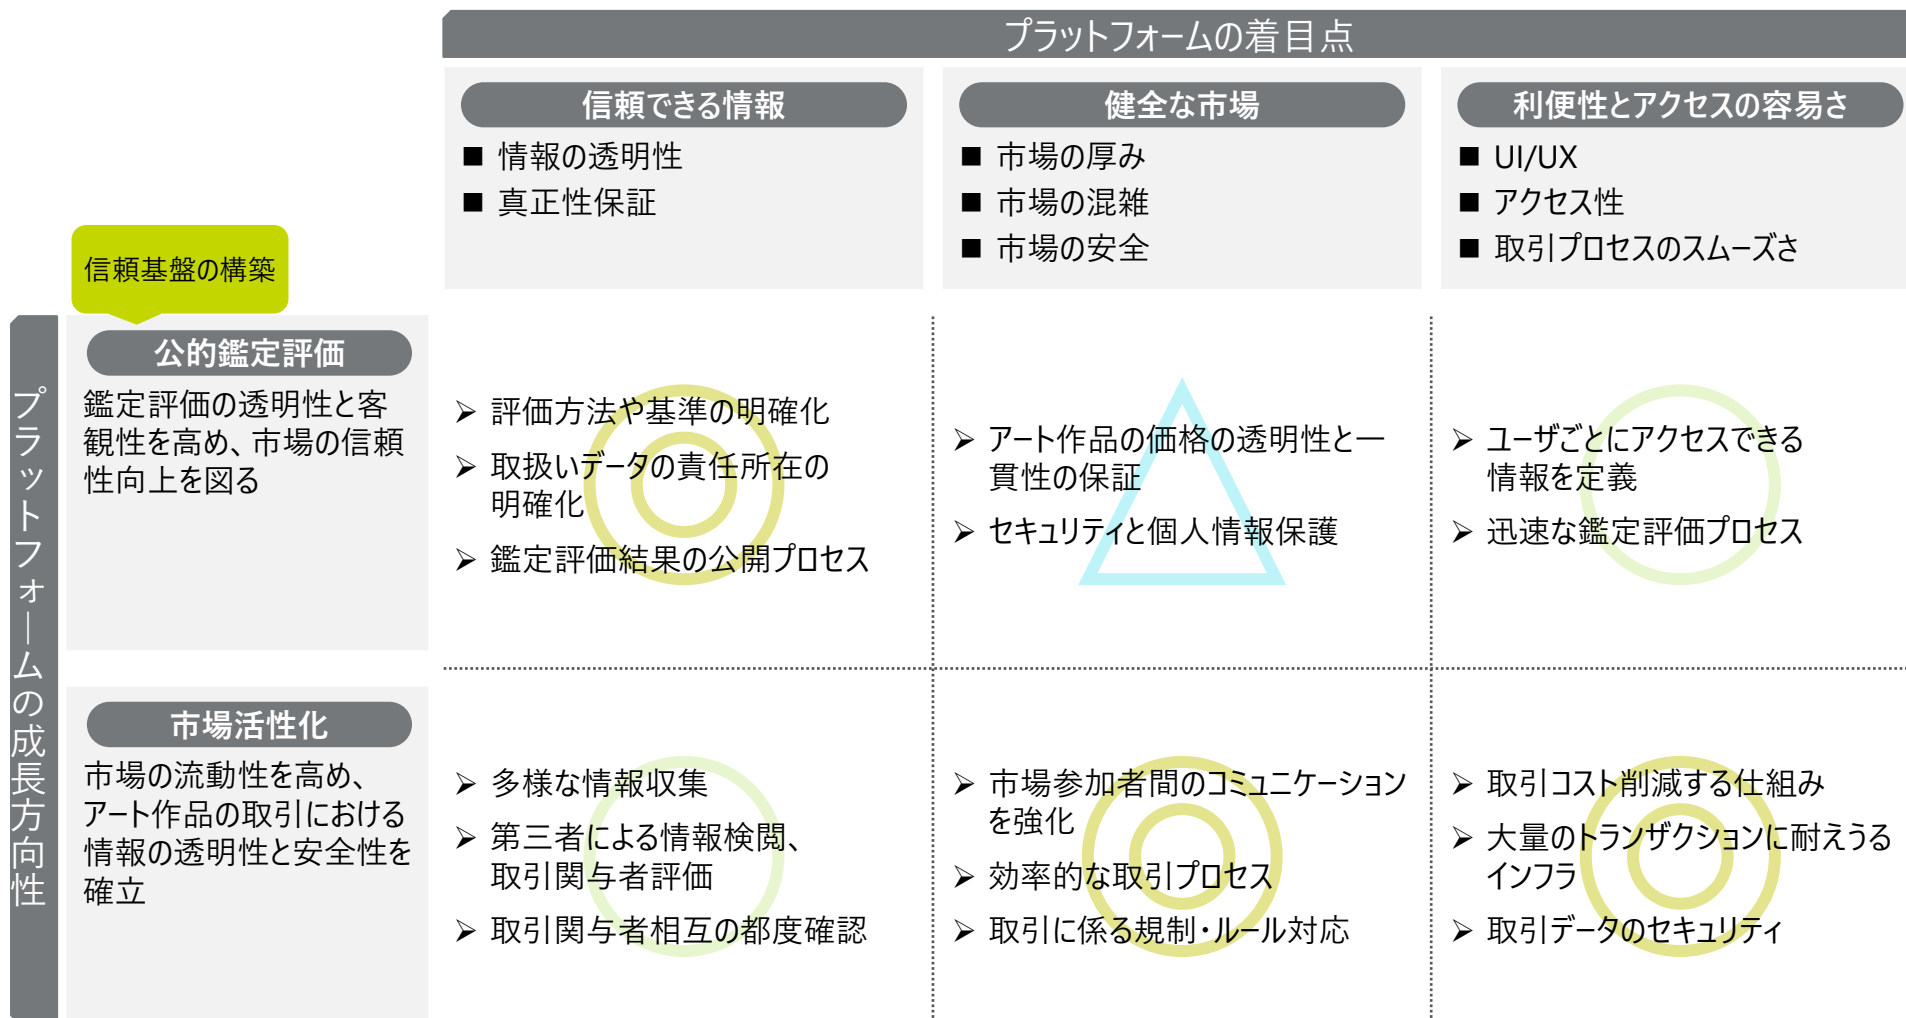 プラットフォームの着目点
信頼できる情報
■ 情報の透明性
■ 真正性保証
健全な市場
■ 市場の厚み
■ 市場の混雑
■ 市場の安全
利便性とアクセスの容易さ
■ UI/UX
■ アクセス性
■ 取引プロセスのスムーズさ
信頼基盤の構築
プラットフォームの成長方向性
公的鑑定評価
鑑定評価の透明性と客
観性を高め、市場の信頼
性向上を図る
➢ 評価方法や基準の明確化
➢ 取扱いデータの責任所在の
明確化
➢ 鑑定評価結果の公開プロセス
➢ アート作品の価格の透明性と一
貫性の保証
➢ セキュリティと個人情報保護
➢ ユーザごとにアクセスできる
情報を定義
➢ 迅速な鑑定評価プロセス
市場活性化
市場の流動性を高め、
アート作品の取引における
情報の透明性と安全性を
確立
➢ 多様な情報収集
➢ 第三者による情報検閲、
取引関与者評価
➢ 取引関与者相互の都度確認
➢ 市場参加者間のコミュニケーション
を強化
➢ 効率的な取引プロセス
➢ 取引に係る規制・ルール対応
➢ 取引コスト削減する仕組み
➢ 大量のトランザクションに耐えうる
インフラ
➢ 取引データのセキュリティ